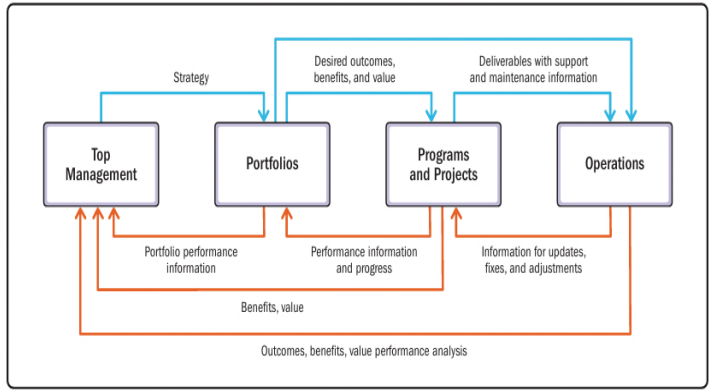 Desired outcomes,
benefits, and value
Deliverables with support
and maintenance information
Strategy
Top
Management
Portfolios
Programs
and Projects
Operations
Portfolio performance
information
Performance information
and progress
Information for updates,
fixes, and adjustments
Benefits, value
Outcomes, benefits, value performance analysis